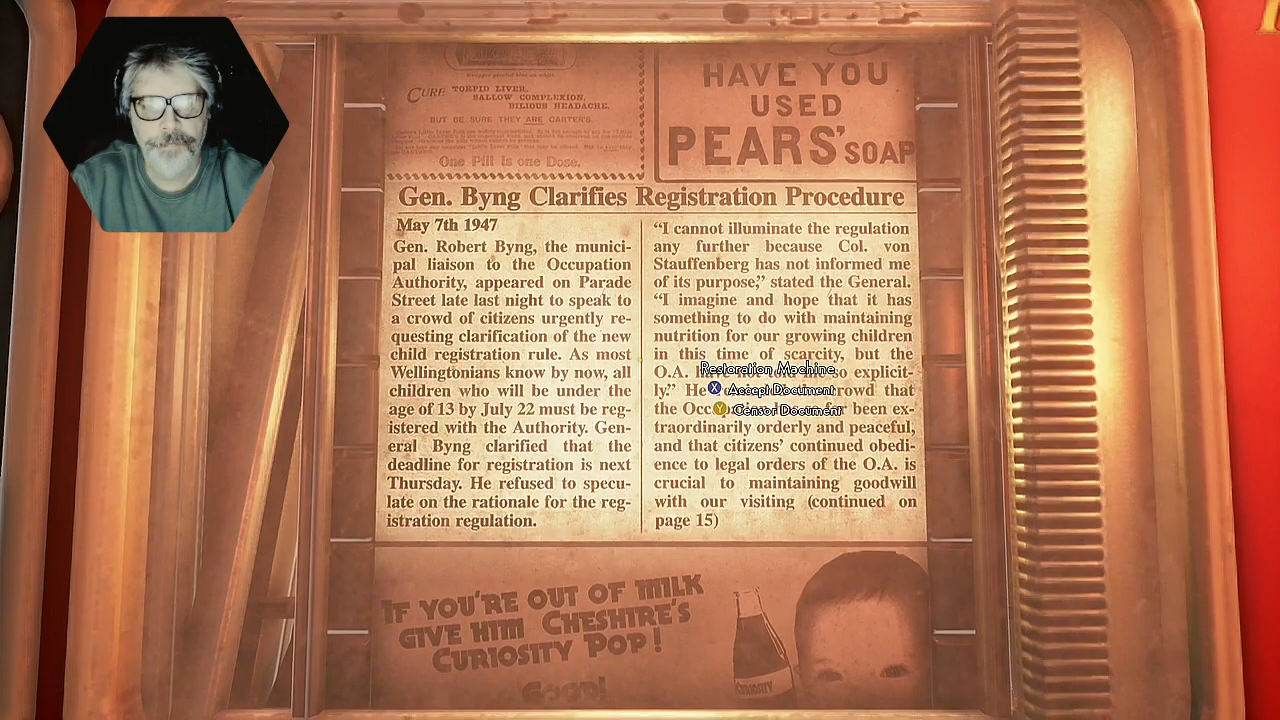 CURE TORPID LIVER,
SALLOW COMPLEXION,
BILIOUS HEADACHE.
BUT BE SURE THEY ARE CARTER'S
One Pill is one Dose.
HAVE YOU
USED
PEARS' SOAP
Gen. Byng Clarifies Registration Procedure
May 7th 1947
Gen. Robert Byng, the munici-
pal liaison to the Occupation
Authority, appeared on Parade
Street late last night to speak to
a crowd of citizens urgently re-
questing clarification of the new
child registration rule. As most
Wellingtonians know by now, all
children who will be under the
age of 13 by July 22 must be reg-
istered with the Authority. Gen-
eral Byng clarified that the
deadline for registration is next
Thursday. He refused to specu-
late on the rationale for the reg-
istration regulation.
“I cannot illuminate the regulation
any further because Col. von
Stauffenberg has not informed me
of its purpose,” stated the General.
“I imagine and hope that it has
something to do with maintaining
nutrition for our growing children
in this time of scarcity, but the
O.A. so explicit-
ly.” He crowd that
the been ex-
traordinarily orderly and peaceful,
and that citizens’ continued obedi-
ence to legal orders of the O.A. is
crucial to maintaining goodwill
with our visiting (continued on
page 15)
Restoration Machine
X Accept Document
Y Censor Document
IF YOU'RE OUT OF MILK
GIVE HIM CHESHIRE'S
CURIOSITY POP!
GOOD!
CURIOSITY